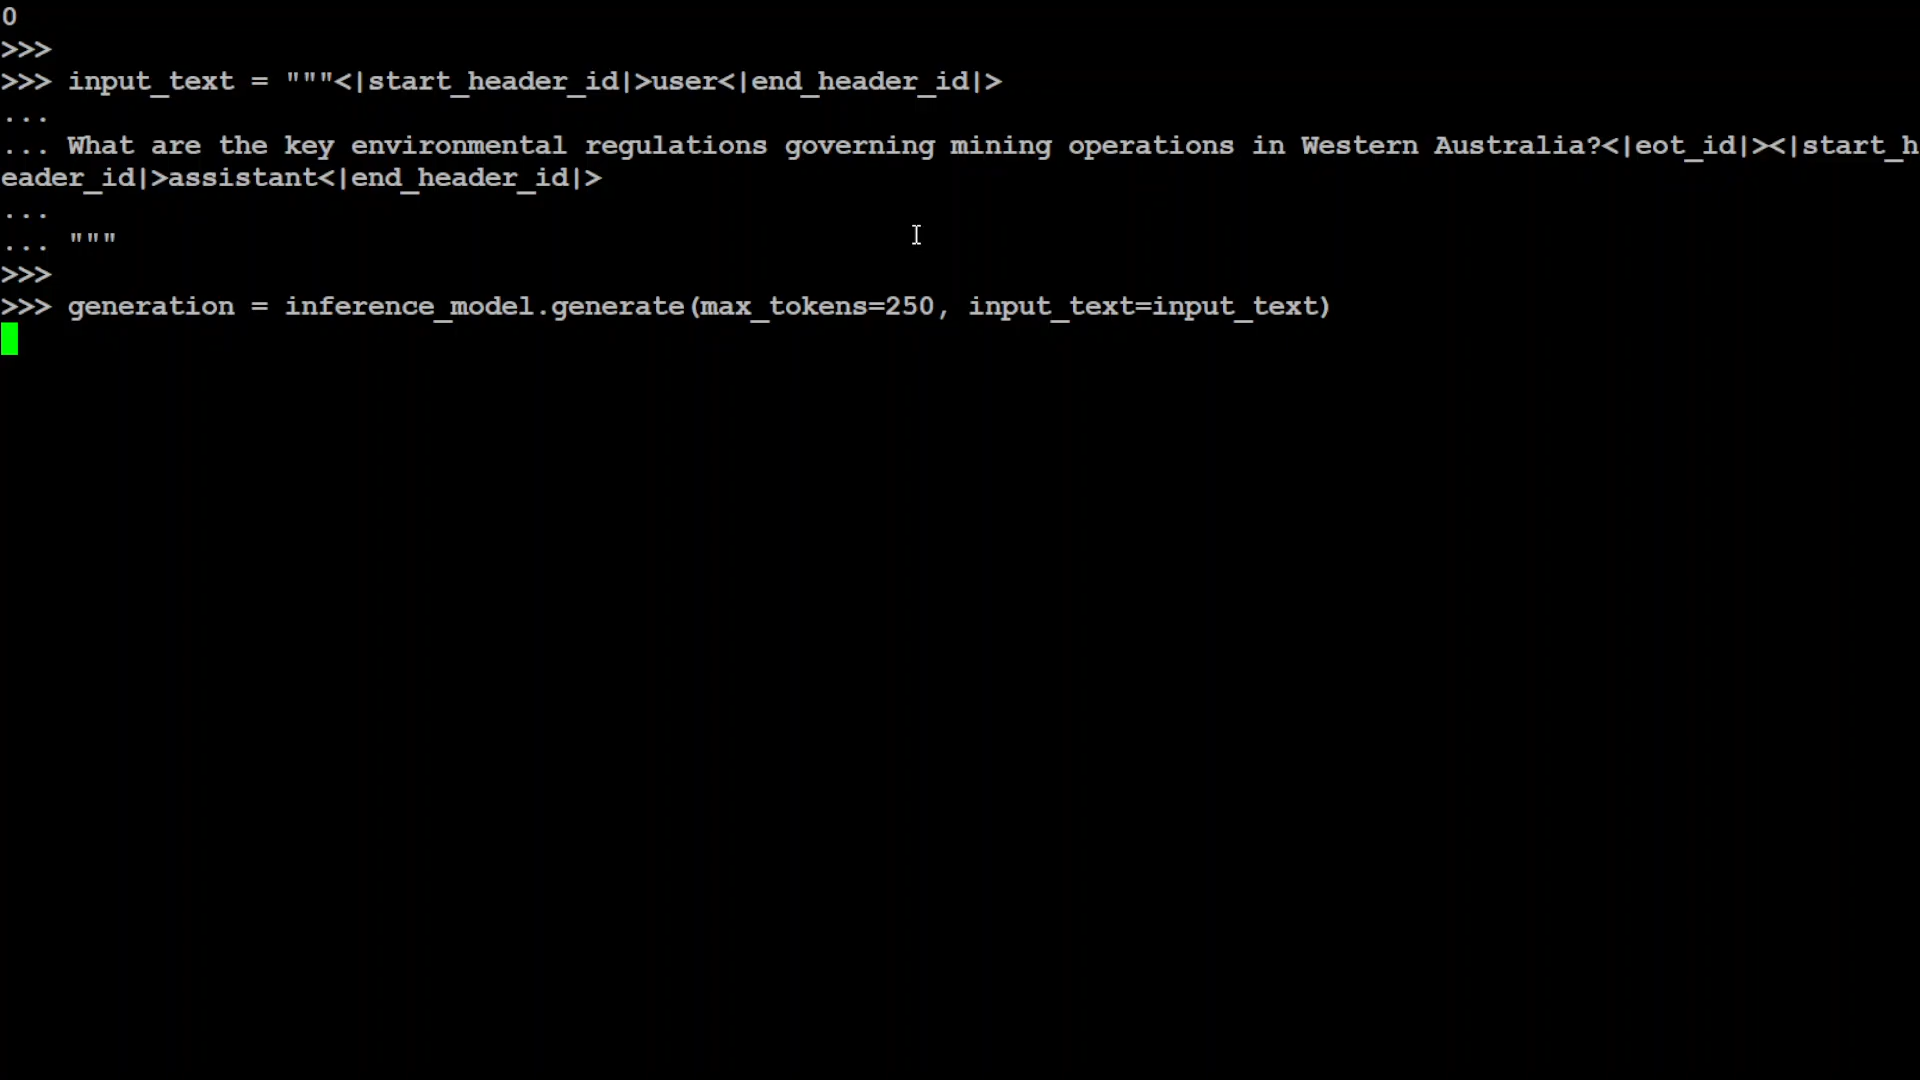 0
>>>
>>> input_text = """<|start_header_id|>user<|end_header_id|>
...
... What are the key environmental regulations governing mining operations in Western Australia?<|eot_id|><|start_h
eader_id|>assistant<|end_header_id|>
...
... """
>>>
>>> generation = inference_model.generate(max_tokens=250, input_text=input_text)